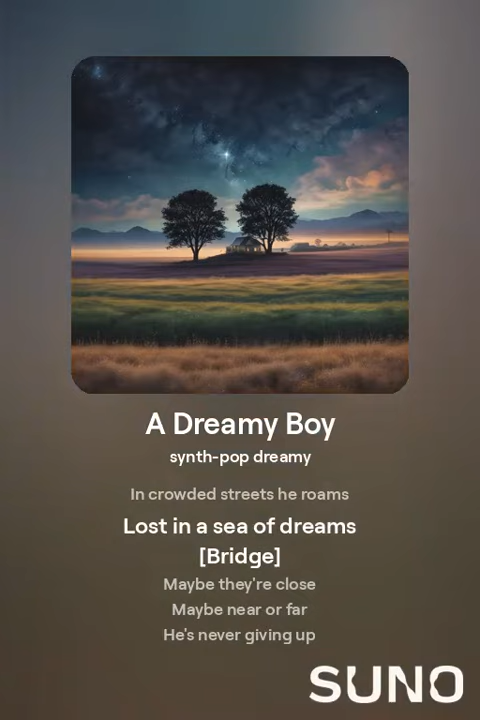 A Dreamy Boy
synth-pop dreamy
In crowded streets he roams
Lost in a sea of dreams
[Bridge]
Maybe they're close
Maybe near or far
He's never giving up
SUNO